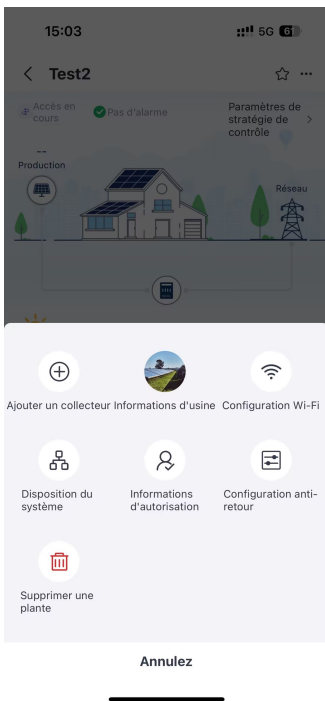 15:03
5G 61
Test2
Accès en
cours
Pas d'alarme
Paramètres de
stratégie de
contrôle
--
Production
Réseau
Ajouter un collecteur
Informations d'usine
Configuration Wi-Fi
Disposition du
système
Informations
d'autorisation
Configuration anti-
retour
Supprimer une
plante
Annulez